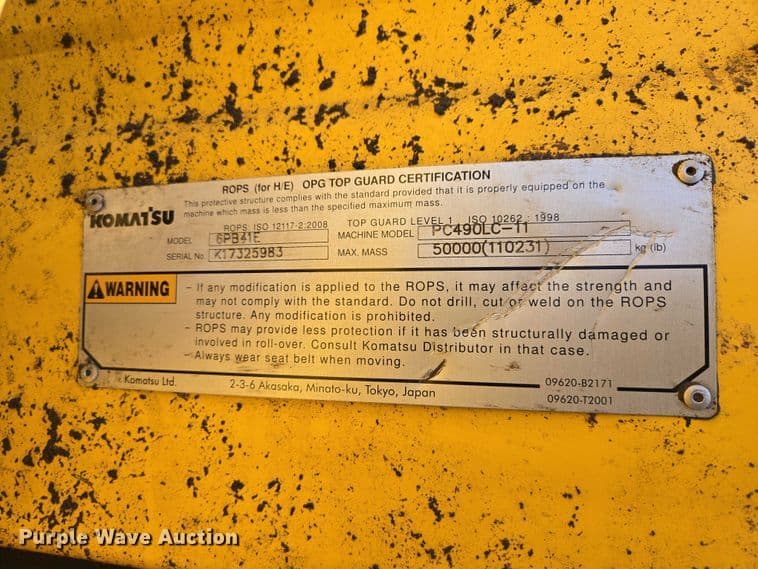 ROPS (for H/E) OPG TOP GUARD CERTIFICATION
This protective structure complies with the standard provided that it is properly equipped on the
machine which mass is less than the specified maximum mass.
KOMATSU
ROPS: ISO 12117-2:2008 TOP GUARD LEVEL 1 ISO 10262 : 1998
MODEL 6PB41E MACHINE MODEL PC490LC-11
SERIAL No. K17325983 MAX. MASS 50000(110231) kg (lb)
WARNING
- If any modification is applied to the ROPS, it may affect the strength and
may not comply with the standard. Do not drill, cut or weld on the ROPS
structure. Any modification is prohibited.
- ROPS may provide less protection if it has been structurally damaged or
involved in roll-over. Consult Komatsu Distributor in that case.
- Always wear seat belt when moving.
Komatsu Ltd. 2-3-6 Akasaka, Minato-ku, Tokyo, Japan
09620-B2171
09620-T2001
Purple Wave Auction